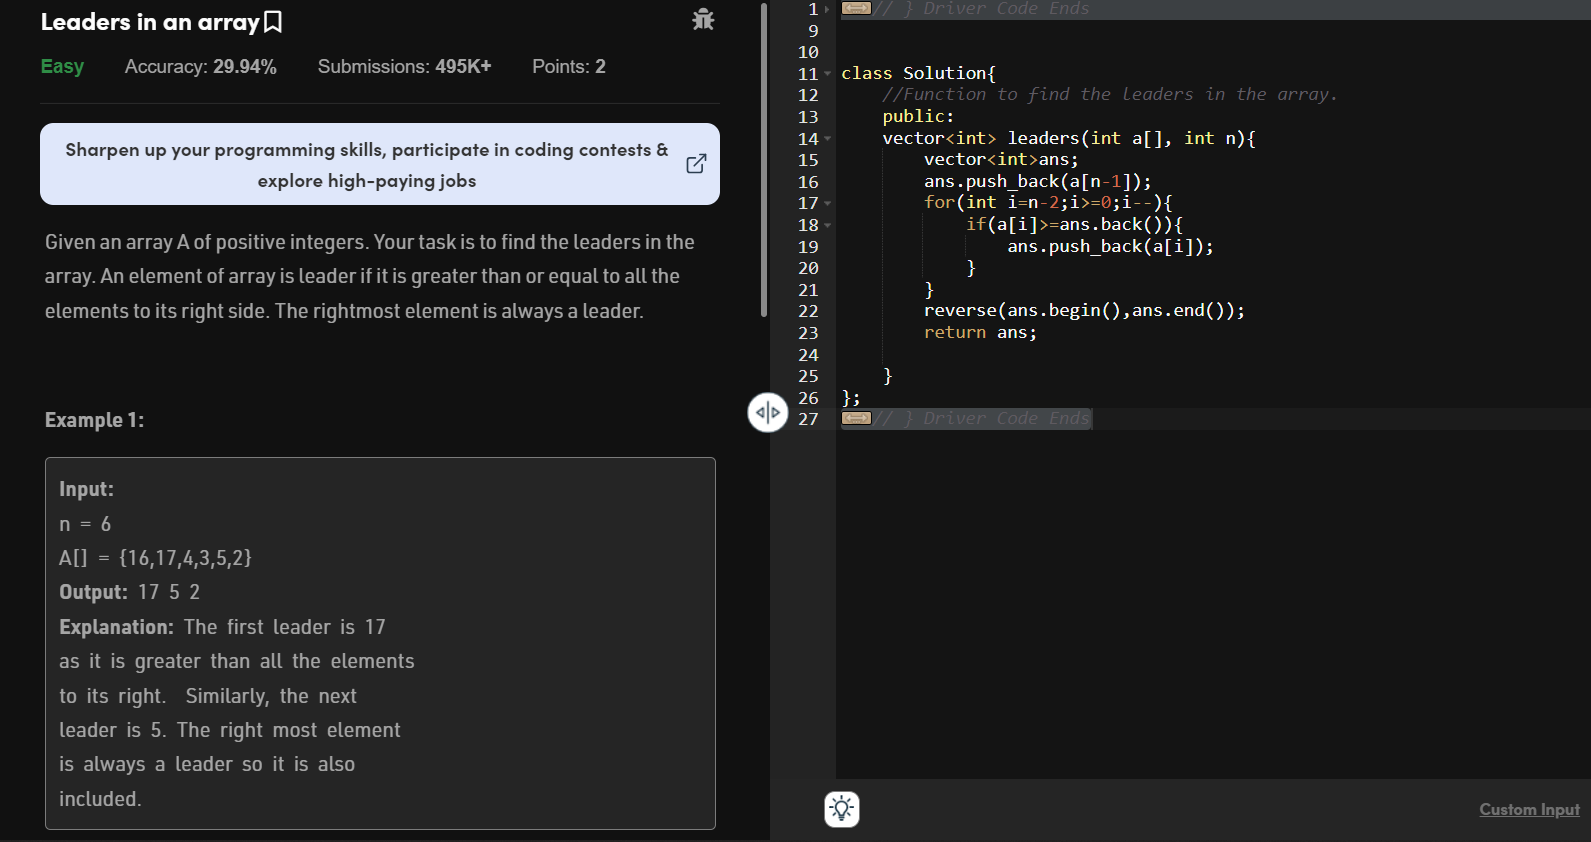 Leaders in an array
Easy Accuracy: 29.94% Submissions: 495K+ Points: 2
Sharpen up your programming skills, participate in coding contests &
explore high-paying jobs
Given an array A of positive integers. Your task is to find the leaders in the
array. An element of array is leader if it is greater than or equal to all the
elements to its right side. The rightmost element is always a leader.
Example 1:
Input:
n = 6
A[] = {16,17,4,3,5,2}
Output: 17 5 2
Explanation: The first leader is 17
as it is greater than all the elements
to its right. Similarly, the next
leader is 5. The right most element
is always a leader so it is also
included.
1 // } Driver Code Ends
9
10
11 class Solution{
12 //Function to find the leaders in the array.
13 public:
14 vector<int> leaders(int a[], int n){
15 vector<int>ans;
16 ans.push_back(a[n-1]);
17 for(int i=n-2;i>=0;i--){
18 if(a[i]>=ans.back()){
19 ans.push_back(a[i]);
20 }
21 }
22 reverse(ans.begin(),ans.end());
23 return ans;
24
25 }
26 };
27 // } Driver Code Ends
Custom Input